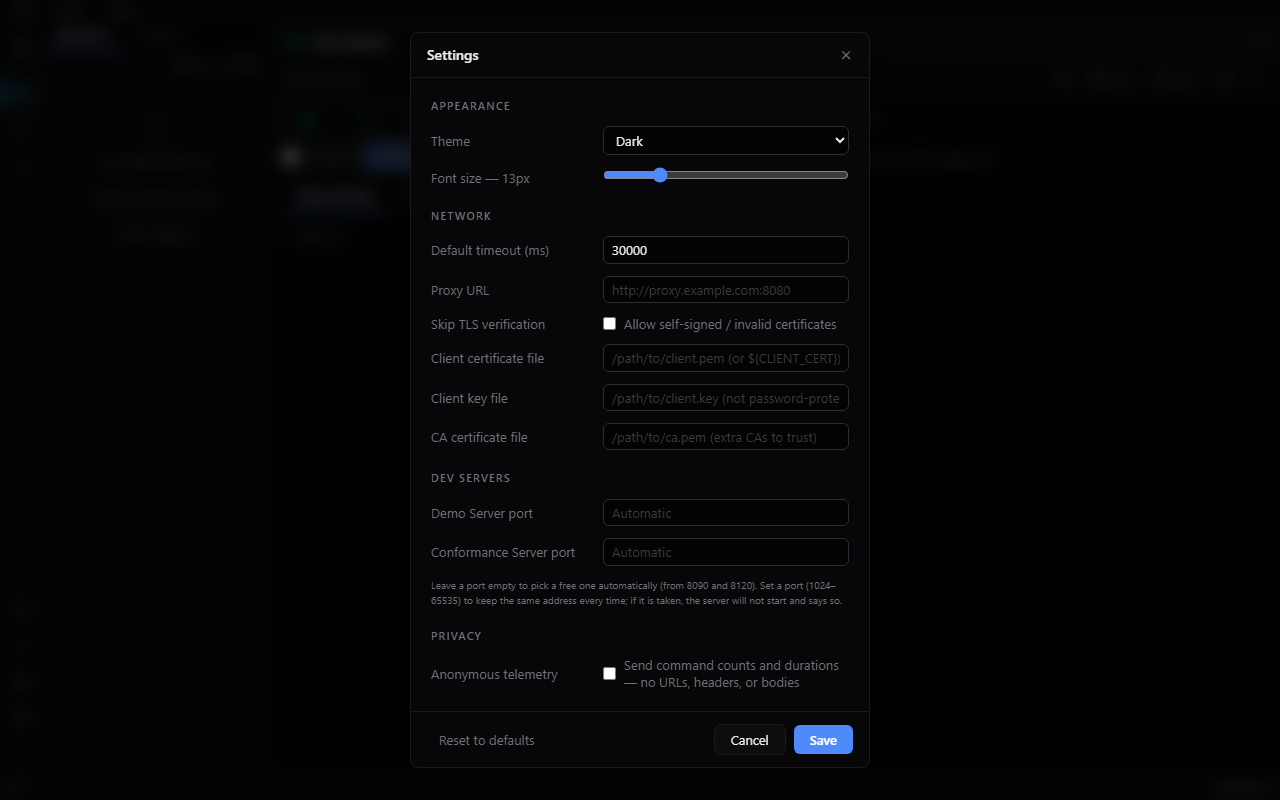 Settings
×
APPEARANCE
Theme
Dark
Font size — 13px
NETWORK
Default timeout (ms)
30000
Proxy URL
http://proxy.example.com:8080
Skip TLS verification
Allow self-signed / invalid certificates
Client certificate file
/path/to/client.pem (or ${CLIENT_CERT})
Client key file
/path/to/client.key (not password-prote
CA certificate file
/path/to/ca.pem (extra CAs to trust)
DEV SERVERS
Demo Server port
Automatic
Conformance Server port
Automatic
Leave a port empty to pick a free one automatically (from 8090 and 8120). Set a port (1024–
65535) to keep the same address every time; if it is taken, the server will not start and says so.
PRIVACY
Anonymous telemetry
Send command counts and durations
— no URLs, headers, or bodies
Reset to defaults
Cancel
Save